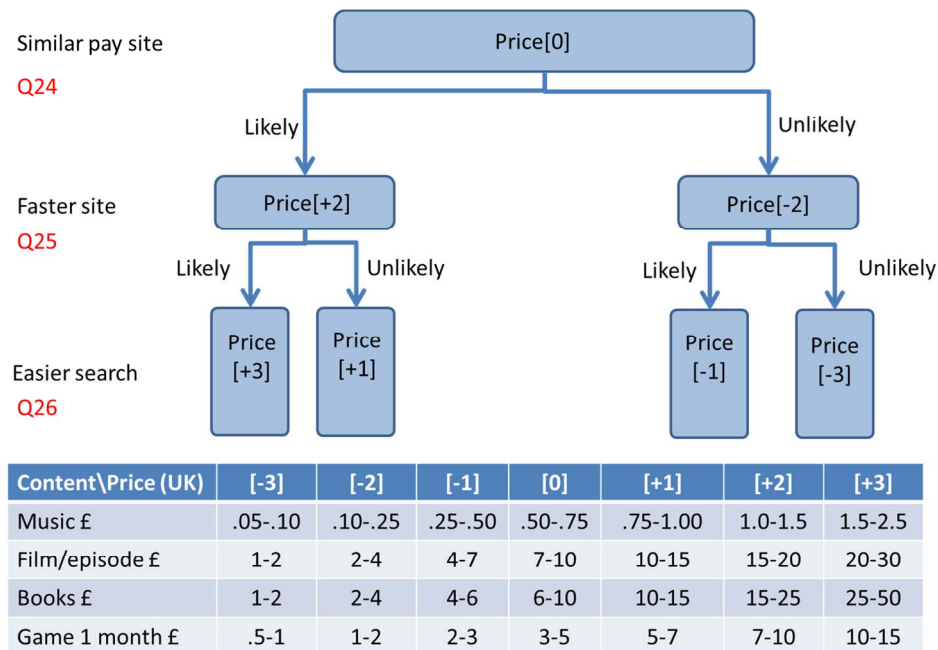 Similar pay site
Price[0]
Q24
Likely
Unlikely
Faster site
Price[+2]
Price[-2]
Q25
Likely
Unlikely
Likely
Unlikely
Price
[+3]
Price
[+1]
Price
[-1]
Price
[-3]
Easier search
Q26
Content\Price (UK) [-3] [-2] [-1] [0] [+1] [+2] [+3]
Music £ .05-.10 .10-.25 .25-.50 .50-.75 .75-1.00 1.0-1.5 1.5-2.5
Film/episode £ 1-2 2-4 4-7 7-10 10-15 15-20 20-30
Books £ 1-2 2-4 4-6 6-10 10-15 15-25 25-50
Game 1 month £ .5-1 1-2 2-3 3-5 5-7 7-10 10-15